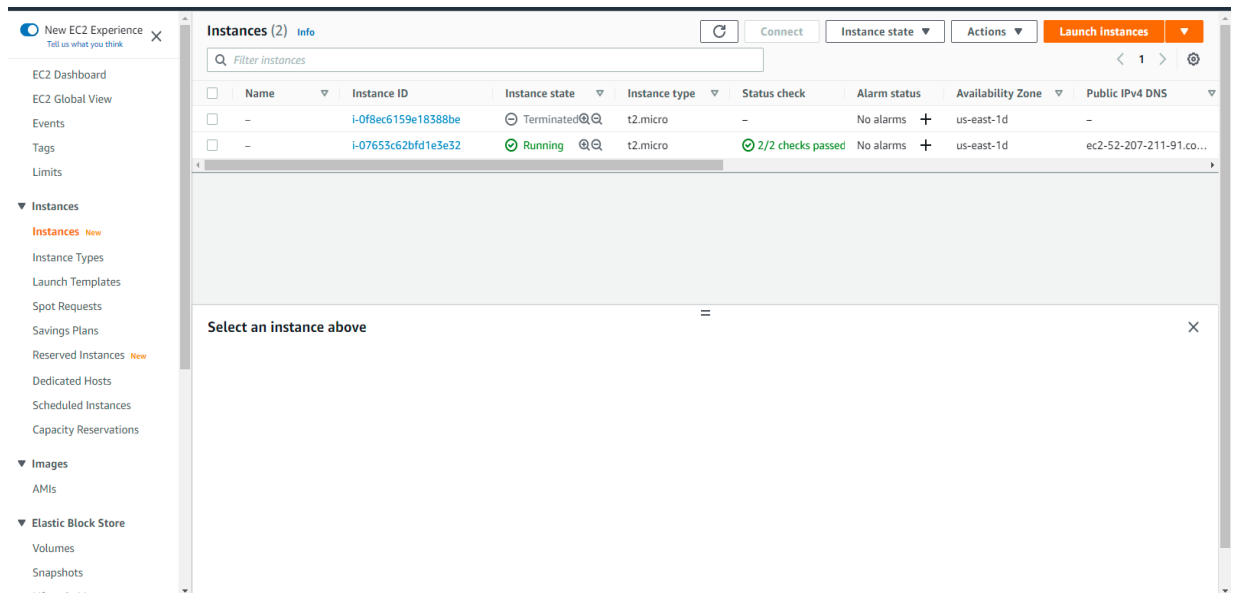 New EC2 Experience
Tell us what you think
EC2 Dashboard
EC2 Global View
Events
Tags
Limits
Instances
Instances New
Instance Types
Launch Templates
Spot Requests
Savings Plans
Reserved Instances New
Dedicated Hosts
Scheduled Instances
Capacity Reservations
Images
AMIs
Elastic Block Store
Volumes
Snapshots
Instances (2) Info
Connect
Instance state
Actions
Launch instances
Filter instances
1
Name Instance ID Instance state Instance type Status check Alarm status Availability Zone Public IPv4 DNS
– i-0f8ec6159e18388be Terminated t2.micro – No alarms + us-east-1d –
– i-07653c62bfd1e3e32 Running t2.micro 2/2 checks passed No alarms + us-east-1d ec2-52-207-211-91.co...
Select an instance above